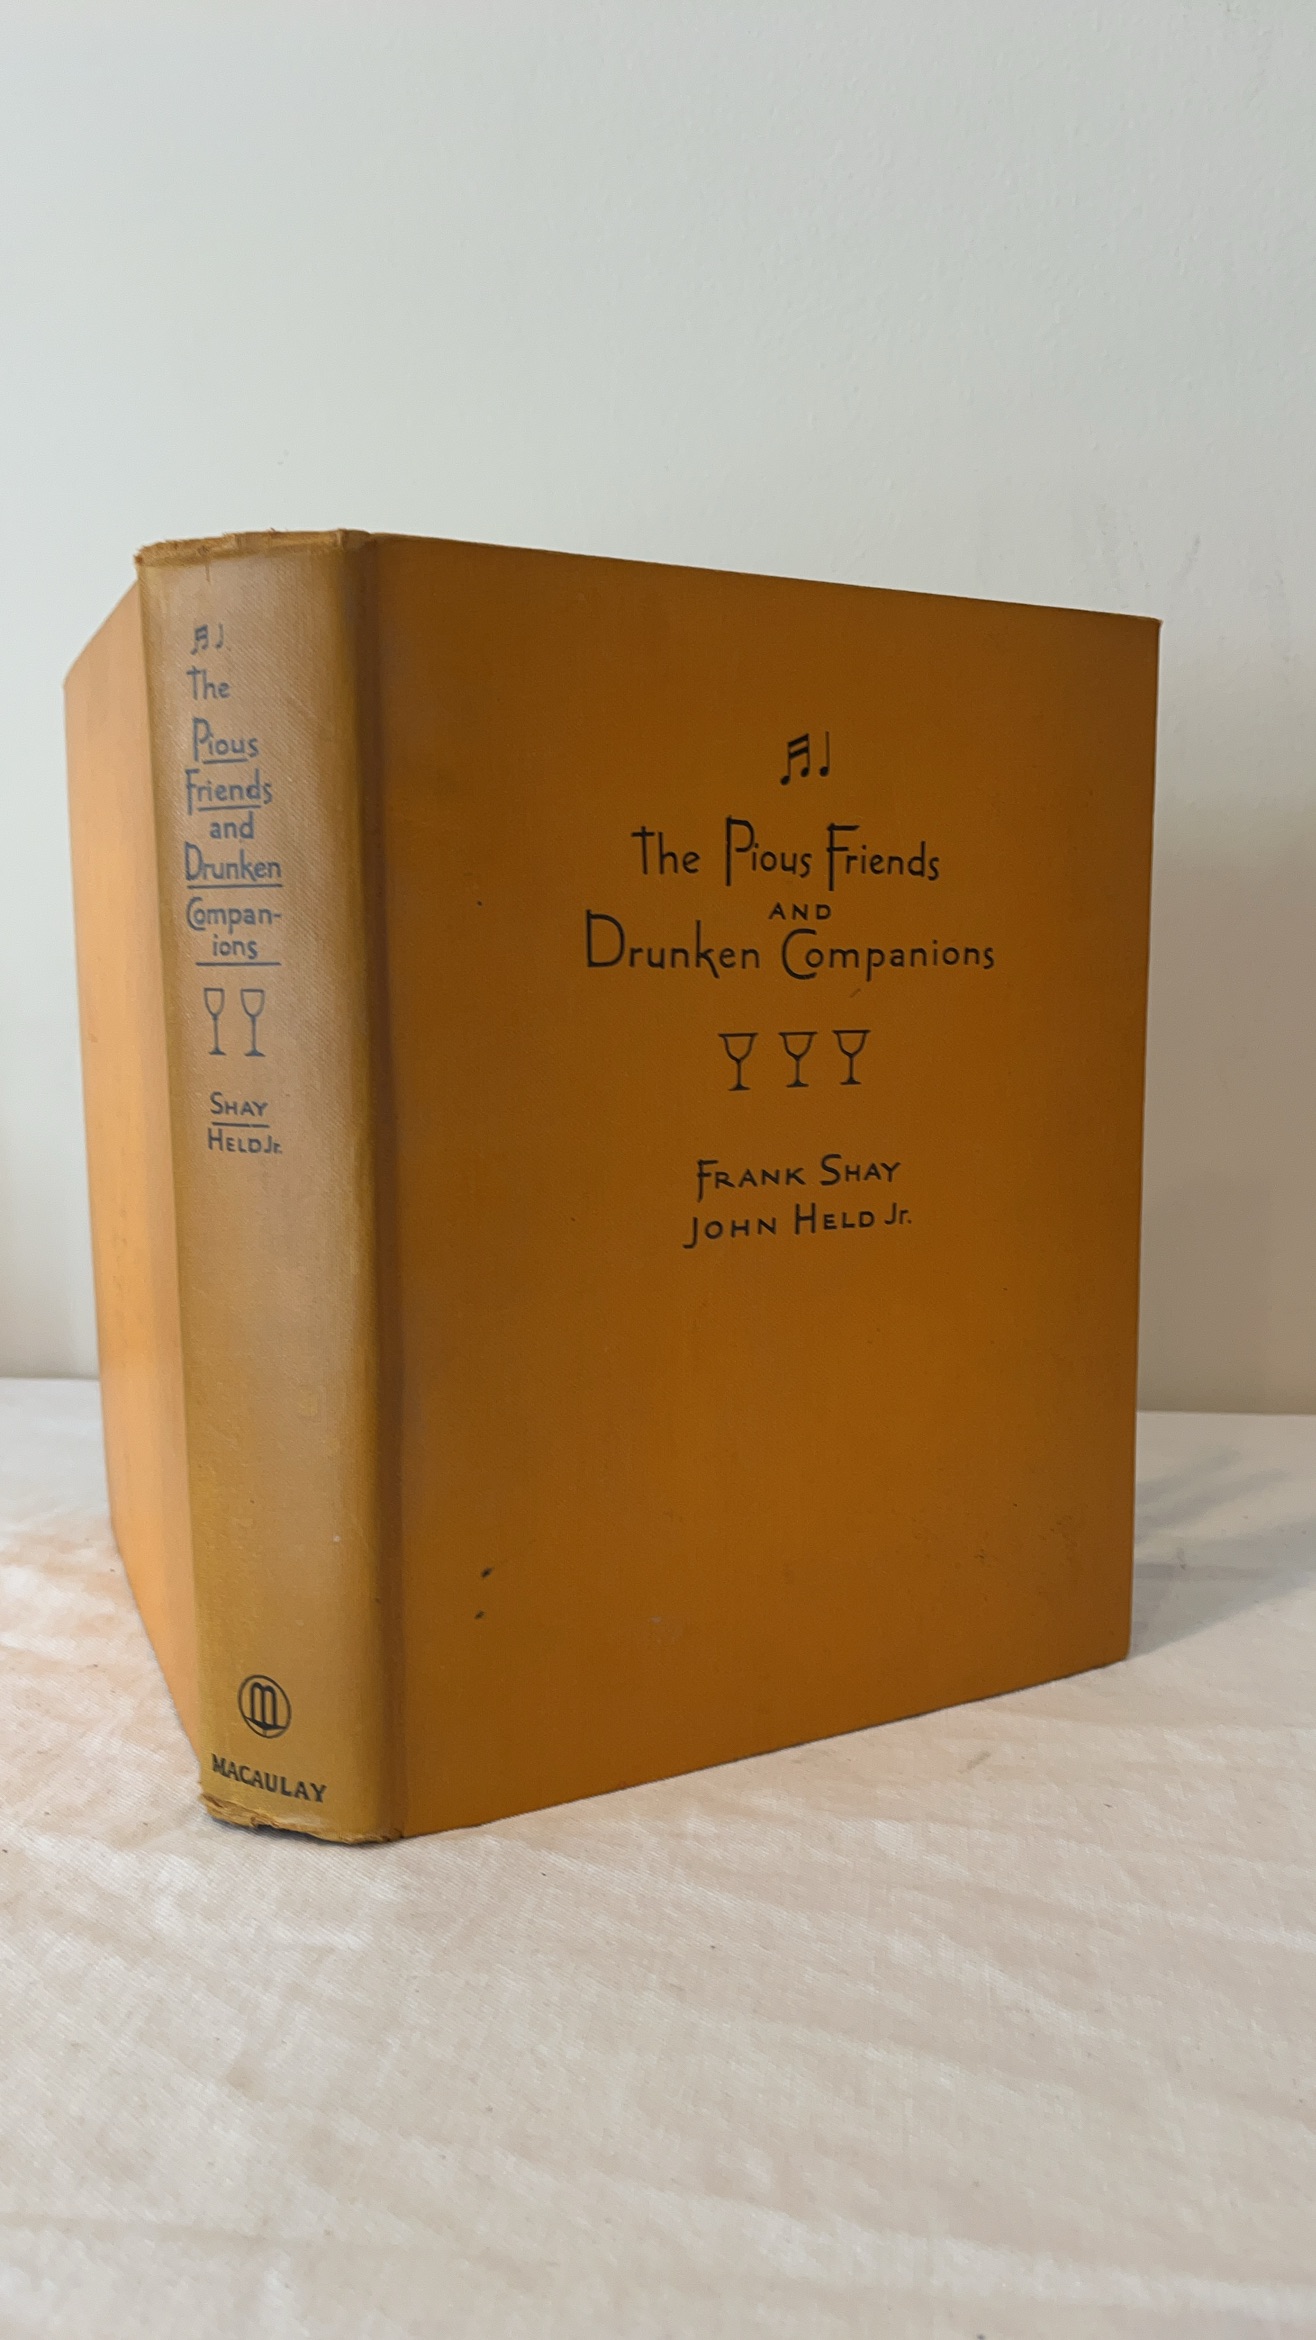 The
Pious
Friends
and
Drunken
Compan-
ions
SHAY
HELD Jr.
M
MACAULAY
The Pious Friends
AND
Drunken Companions
FRANK SHAY
JOHN HELD Jr.